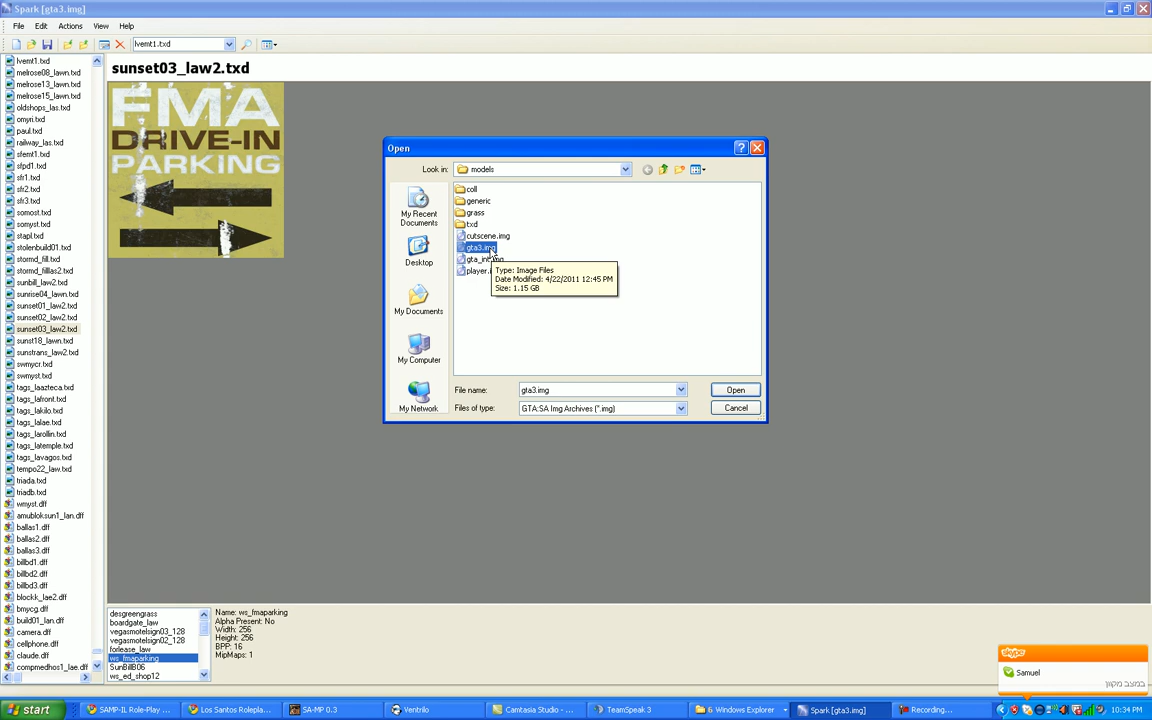 Spark [gta3.img]
File Edit Actions View Help
lvemt1.txd
lvemt1.txd
melrose08_lawn.txd
melrose13_lawn.txd
melrose15_lawn.txd
oldshops_las.txd
omyri.txd
paul.txd
railway_las.txd
sfemt1.txd
sfpd1.txd
sfr1.txd
sfr2.txd
sfr3.txd
somost.txd
somyst.txd
stapl.txd
stolenbuild01.txd
stormd_fill.txd
stormd_filllas2.txd
sunbill_law2.txd
sunrise04_lawn.txd
sunset01_law2.txd
sunset02_law2.txd
sunset03_law2.txd
sunst18_lawn.txd
sunstrans_law2.txd
swmycr.txd
swmyst.txd
tags_laazteca.txd
tags_lafront.txd
tags_lakilo.txd
tags_lalae.txd
tags_larollin.txd
tags_latemple.txd
tags_lavagos.txd
tempo22_law.txd
triada.txd
triadb.txd
wmyst.dff
amubloksun1_lan.dff
ballas1.dff
ballas2.dff
ballas3.dff
billbd1.dff
billbd2.dff
billbd3.dff
blockk_lae2.dff
bmycg.dff
build01_lan.dff
camera.dff
cellphone.dff
claude.dff
compmedhos1_lae.dff
sunset03_law2.txd
FMA
DRIVE-IN
PARKING
Open
Look in: models
My Recent
Documents
Desktop
My Documents
My Computer
My Network
coll
generic
grass
txd
cutscene.img
gta3.img
gta_int.img
Type: Image Files
Date Modified: 4/22/2011 12:45 PM
Size: 1.15 GB
File name: gta3.img Open
Files of type: GTA:SA Img Archives (*.img) Cancel
desgreengrass
boardgate_law
vegasmotelsign03_128
vegasmotelsign02_128
forlease_law
ws_fmaparking
SunBillB06
ws_ed_shop12
Name: ws_fmaparking
Alpha Present: No
Width: 256
Height: 256
BPP: 16
MipMaps: 1
skype
Samuel
במצב מקוון
start SAMP-IL Role-Play ... Los Santos Rolepla... SA-MP 0.3 Ventrilo Camtasia Studio - ... TeamSpeak 3 6 Windows Explorer Spark [gta3.img] Recording... 10:34 PM